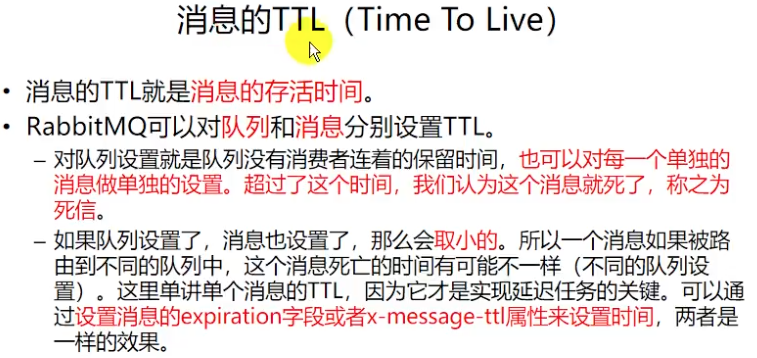 消息的TTL（Time To Live）
• 消息的TTL就是消息的存活时间。
• RabbitMQ可以对队列和消息分别设置TTL。
– 对队列设置就是队列没有消费者连着的保留时间，也可以对每一个单独的
消息做单独的设置。超过了这个时间，我们认为这个消息就死了，称之为
死信。
– 如果队列设置了，消息也设置了，那么会取小的。所以一个消息如果被路
由到不同的队列中，这个消息死亡的时间有可能不一样（不同的队列设
置）。这里单讲单个消息的TTL，因为它才是实现延迟任务的关键。可以通
过设置消息的expiration字段或者x-message-ttl属性来设置时间，两者是
一样的效果。